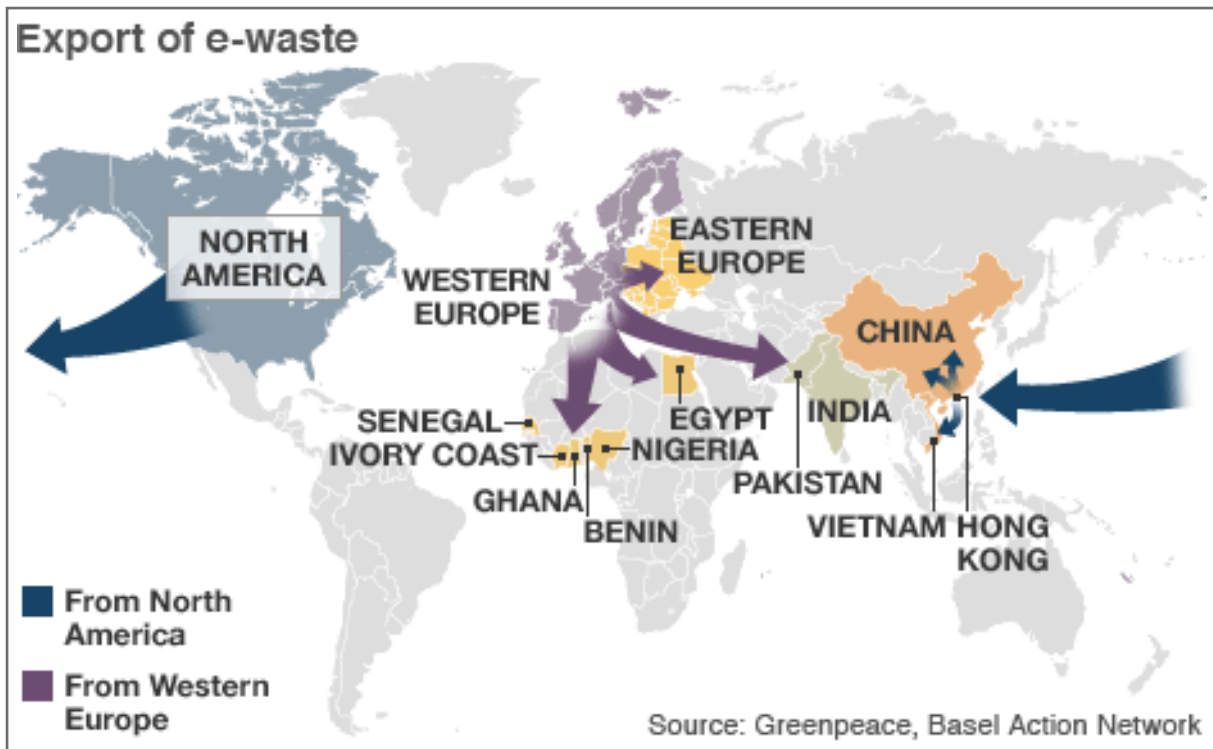 Export of e-waste
NORTH
AMERICA
WESTERN
EUROPE
EASTERN
EUROPE
CHINA
SENEGAL
IVORY COAST
GHANA
BENIN
NIGERIA
EGYPT
INDIA
PAKISTAN
VIETNAM
HONG
KONG
From North
America
From Western
Europe
Source: Greenpeace, Basel Action Network